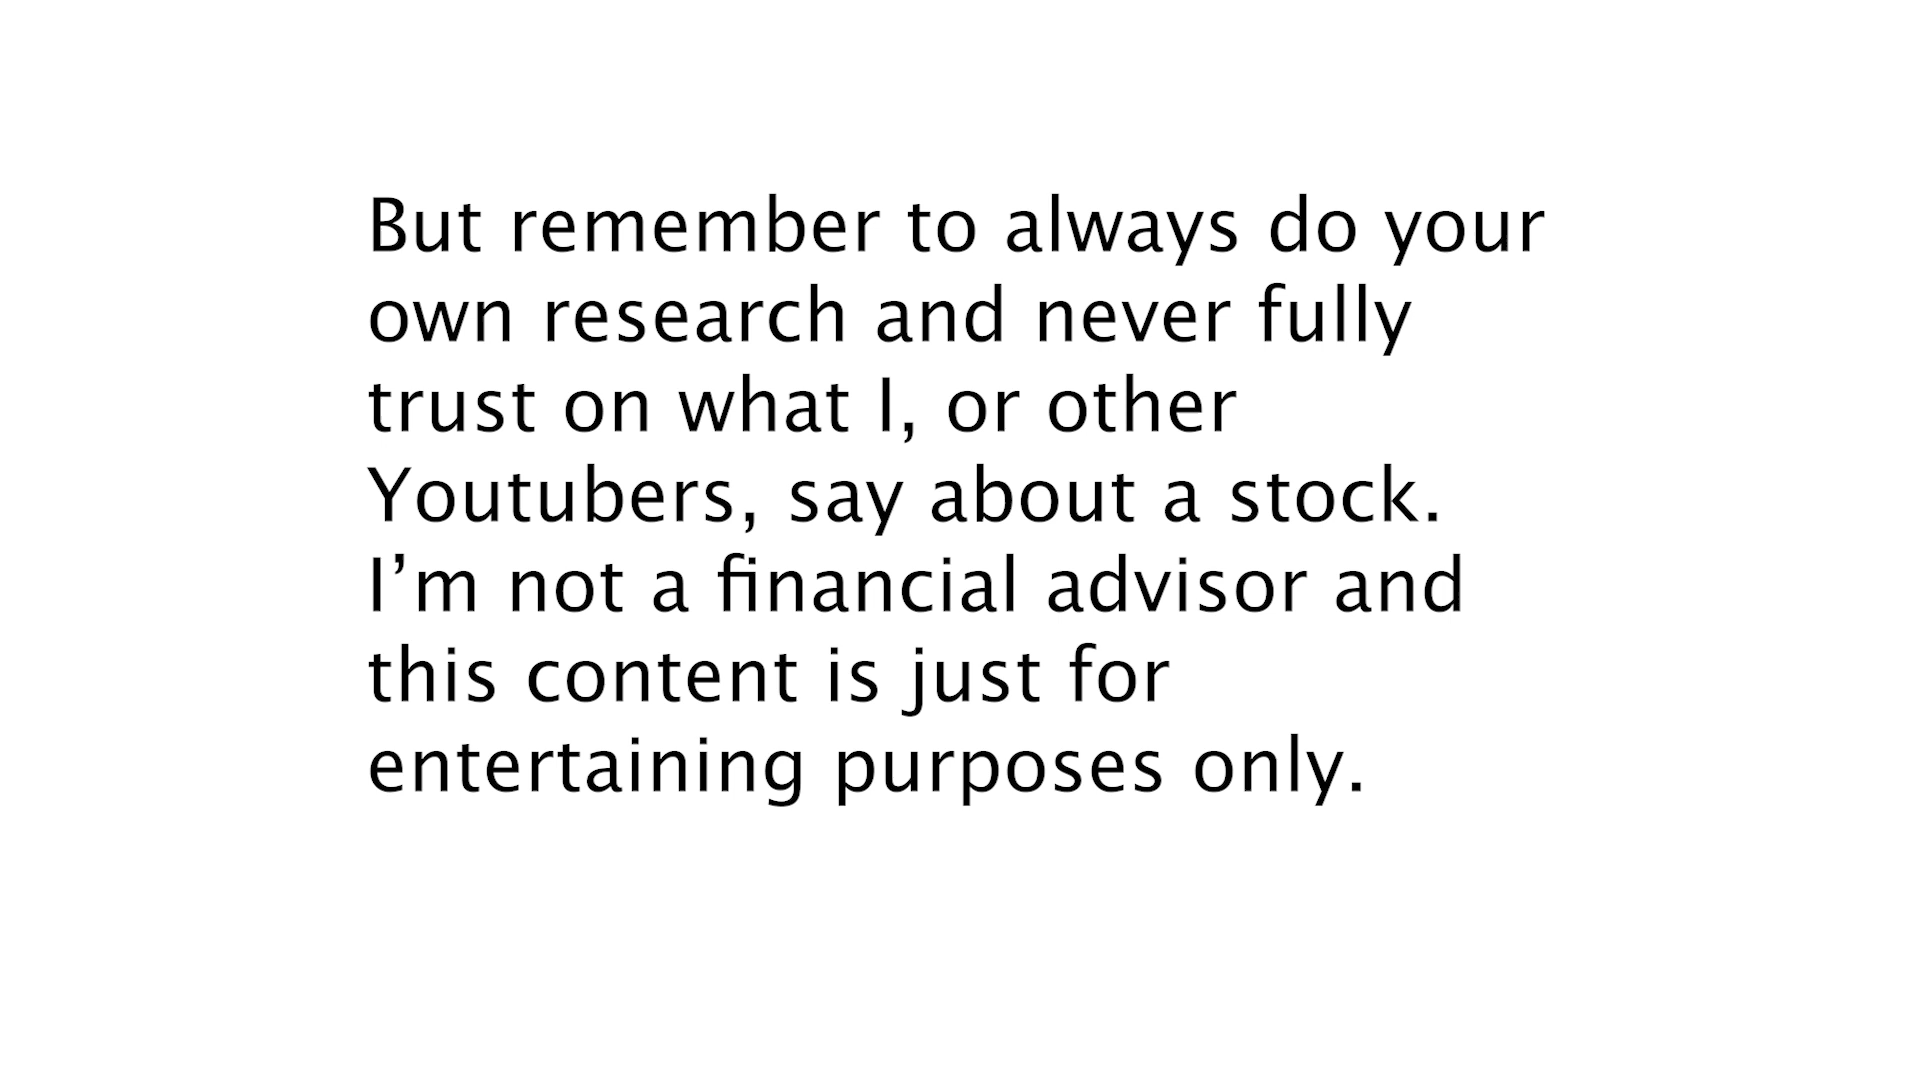 But remember to always do your
own research and never fully
trust on what I, or other
Youtubers, say about a stock.
I’m not a financial advisor and
this content is just for
entertaining purposes only.